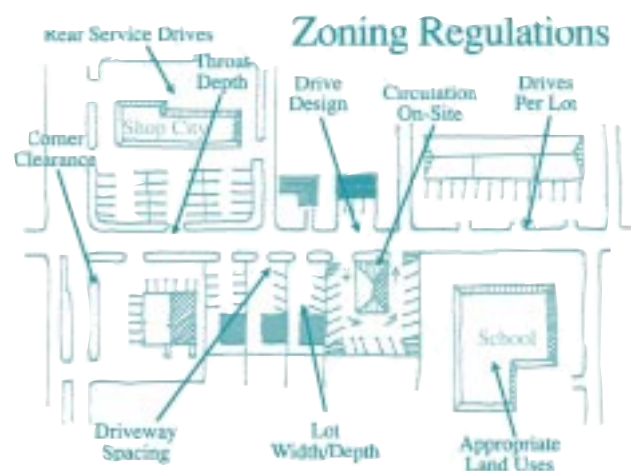 Zoning Regulations
Rear Service Drives
Throat
Depth
Drive
Design
Circulation
On-Site
Drives
Per Lot
Shop City
Corner
Clearance
School
Driveway
Spacing
Lot
Width/Depth
Appropriate
Land Uses